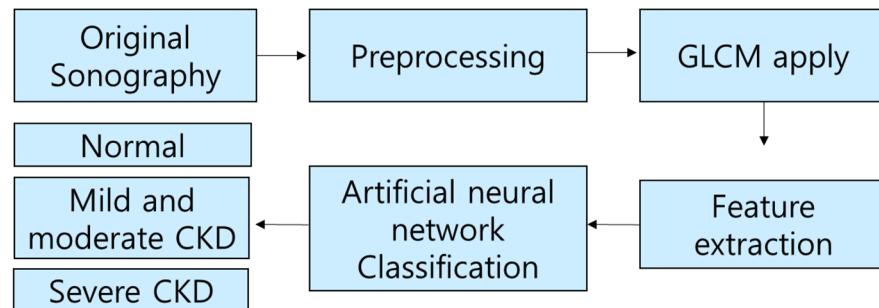 Original
Sonography
Preprocessing
GLCM apply
Feature
extraction
Artificial neural
network
Classification
Normal
Mild and
moderate CKD
Severe CKD